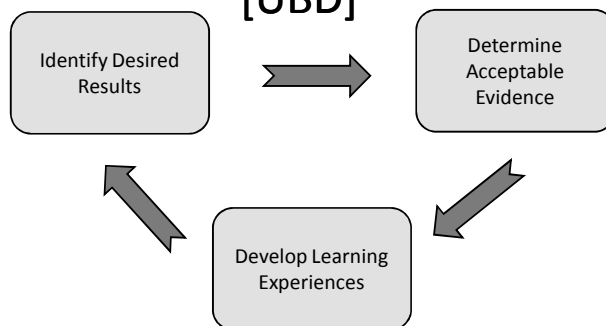 [UBD]
Identify Desired
Results
Determine
Acceptable
Evidence
Develop Learning
Experiences